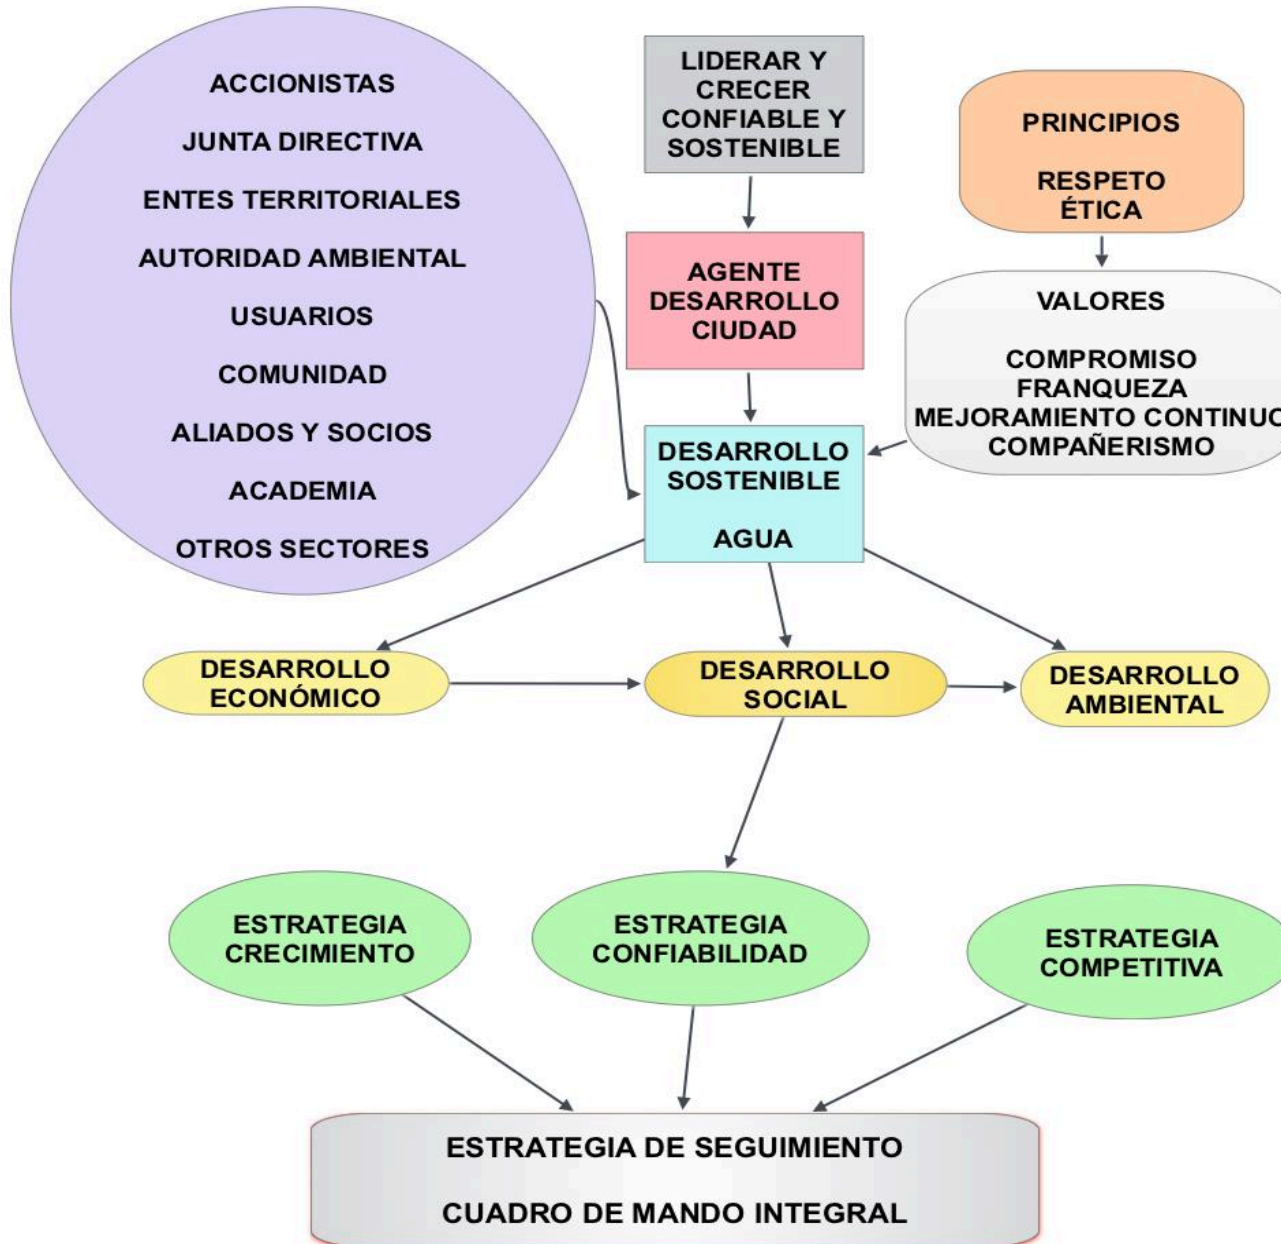 ACCIONISTAS
JUNTA DIRECTIVA
ENTES TERRITORIALES
AUTORIDAD AMBIENTAL
USUARIOS
COMUNIDAD
ALIADOS Y SOCIOS
ACADEMIA
OTROS SECTORES
LIDERAR Y
CRECER
CONFIABLE Y
SOSTENIBLE
AGENTE
DESARROLLO
CIUDAD
PRINCIPIOS
RESPETO
ÉTICA
VALORES
COMPROMISO
FRANQUEZA
MEJORAMIENTO CONTINUO
COMPAÑERISMO
DESARROLLO
SOSTENIBLE
AGUA
DESARROLLO
ECONÓMICO
DESARROLLO
SOCIAL
DESARROLLO
AMBIENTAL
ESTRATEGIA
CRECIMIENTO
ESTRATEGIA
CONFIABILIDAD
ESTRATEGIA
COMPETITIVA
ESTRATEGIA DE SEGUIMIENTO
CUADRO DE MANDO INTEGRAL